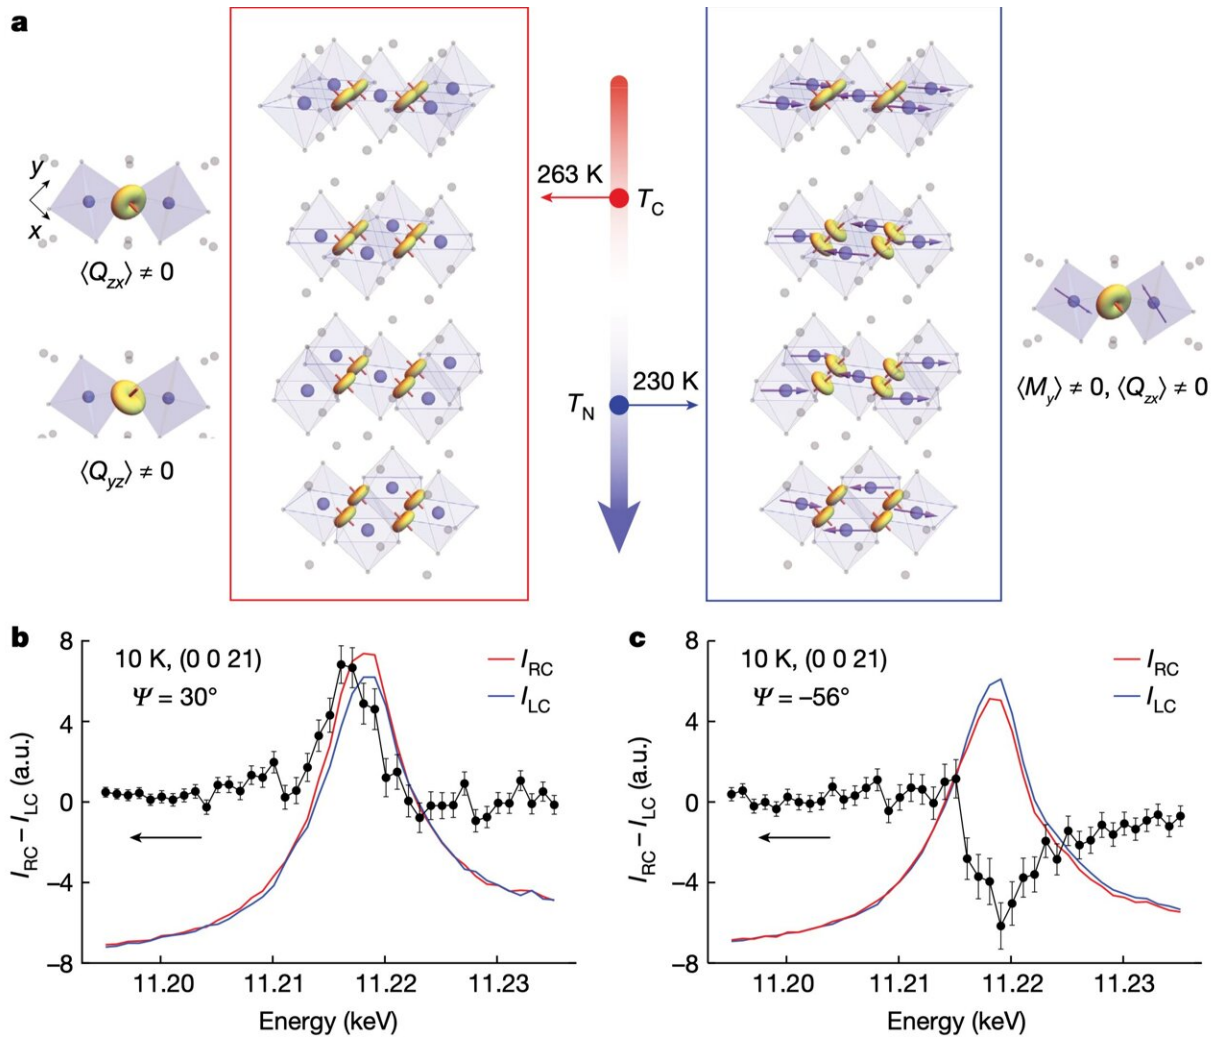 a
263 K
T_C
y
x
⟨Q_zx⟩ ≠ 0
T_N
230 K
⟨M_y⟩ ≠ 0, ⟨Q_zx⟩ ≠ 0
⟨Q_yz⟩ ≠ 0
b
10 K, (0 0 21)
Ψ = 30°
I_RC
I_LC
I_RC – I_LC (a.u.)
8
4
0
–4
–8
11.20 11.21 11.22 11.23
Energy (keV)
c
10 K, (0 0 21)
Ψ = –56°
I_RC
I_LC
I_RC – I_LC (a.u.)
8
4
0
–4
–8
11.20 11.21 11.22 11.23
Energy (keV)